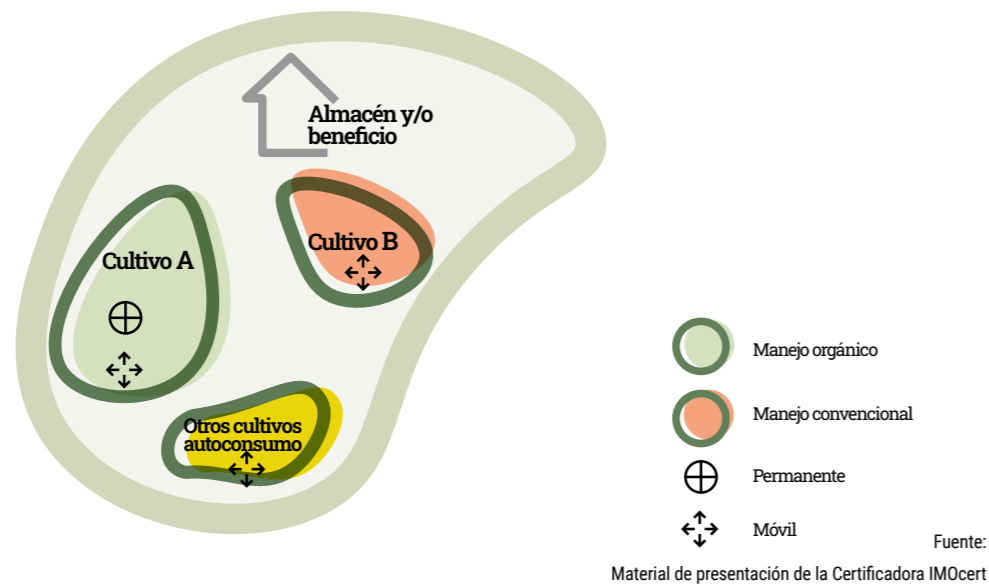 Almacén y/o
beneficio
Cultivo A
Cultivo B
Otros cultivos
autoconsumo
Manejo orgánico
Manejo convencional
Permanente
Móvil
Fuente:
Material de presentación de la Certificadora IMOcert